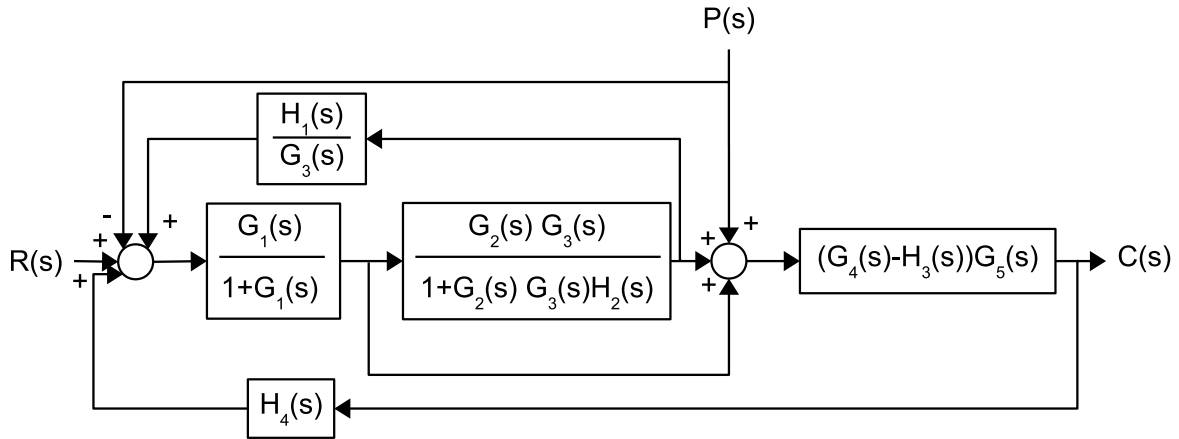 P(s)
H₁(s)
G₃(s)
-
+
+
+
R(s)
G₁(s)
1+G₁(s)
G₂(s) G₃(s)
1+G₂(s) G₃(s)H₂(s)
+
+
+
(G₄(s)-H₃(s))G₅(s)
C(s)
H₄(s)